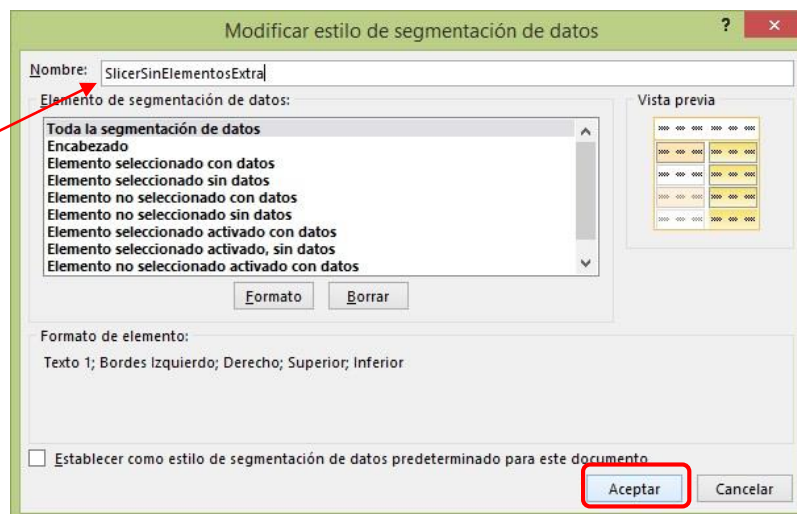 Modificar estilo de segmentación de datos
?
Nombre: SlicerSinElementosExtra
Elemento de segmentación de datos:
Vista previa
Toda la segmentación de datos
Encabezado
Elemento seleccionado con datos
Elemento seleccionado sin datos
Elemento no seleccionado con datos
Elemento no seleccionado sin datos
Elemento seleccionado activado con datos
Elemento seleccionado activado, sin datos
Elemento no seleccionado activado con datos
Formato Borrar
Formato de elemento:
Texto 1; Bordes Izquierdo; Derecho; Superior; Inferior
Establecer como estilo de segmentación de datos predeterminado para este documento
Aceptar Cancelar